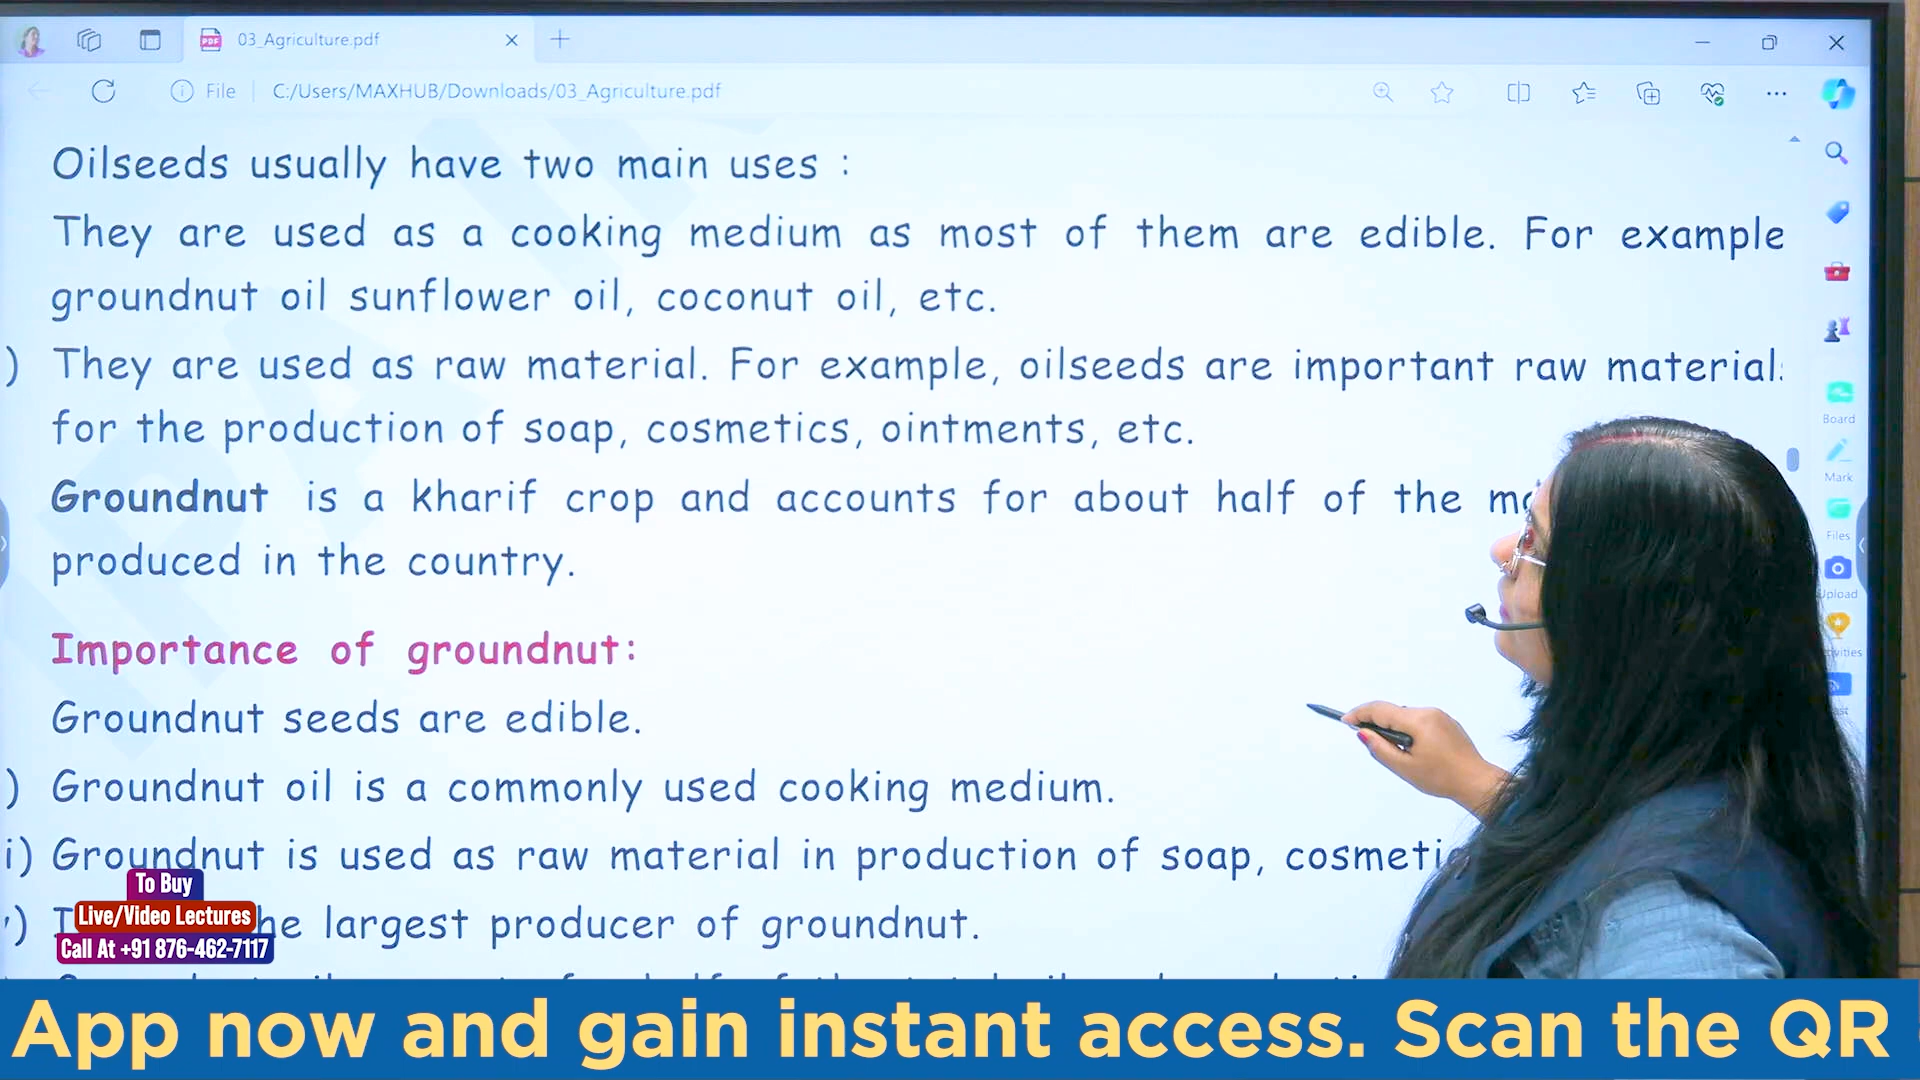 03_Agriculture.pdf
File
C:/Users/MAXHUB/Downloads/03_Agriculture.pdf
Oilseeds usually have two main uses :
They are used as a cooking medium as most of them are edible. For example
groundnut oil sunflower oil, coconut oil, etc.
) They are used as raw material. For example, oilseeds are important raw material
for the production of soap, cosmetics, ointments, etc.
Groundnut is a kharif crop and accounts for about half of the
produced in the country.
Importance of groundnut:
Groundnut seeds are edible.
) Groundnut oil is a commonly used cooking medium.
i) Groundnut is used as raw material in production of soap,
) largest producer of groundnut.
Board
Mark
Files
Upload
To Buy
Live/Video Lectures
Call At +91 876-462-7117
App now and gain instant access. Scan the QR